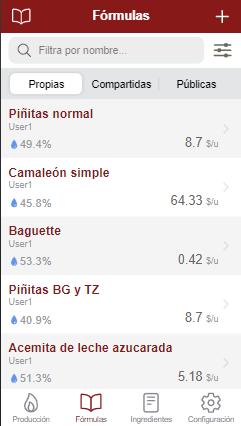 Fórmulas
Filtra por nombre...
Propias Compartidas Públicas
Piñitas normal
User1
49.4% 8.7 $/u
Camaleón simple
User1
45.8% 64.33 $/u
Baguette
User1
53.3% 0.42 $/u
Piñitas BG y TZ
User1
40.9% 8.7 $/u
Acemita de leche azucarada
User1
51.3% 5.18 $/u
Producción Fórmulas Ingredientes Configuración